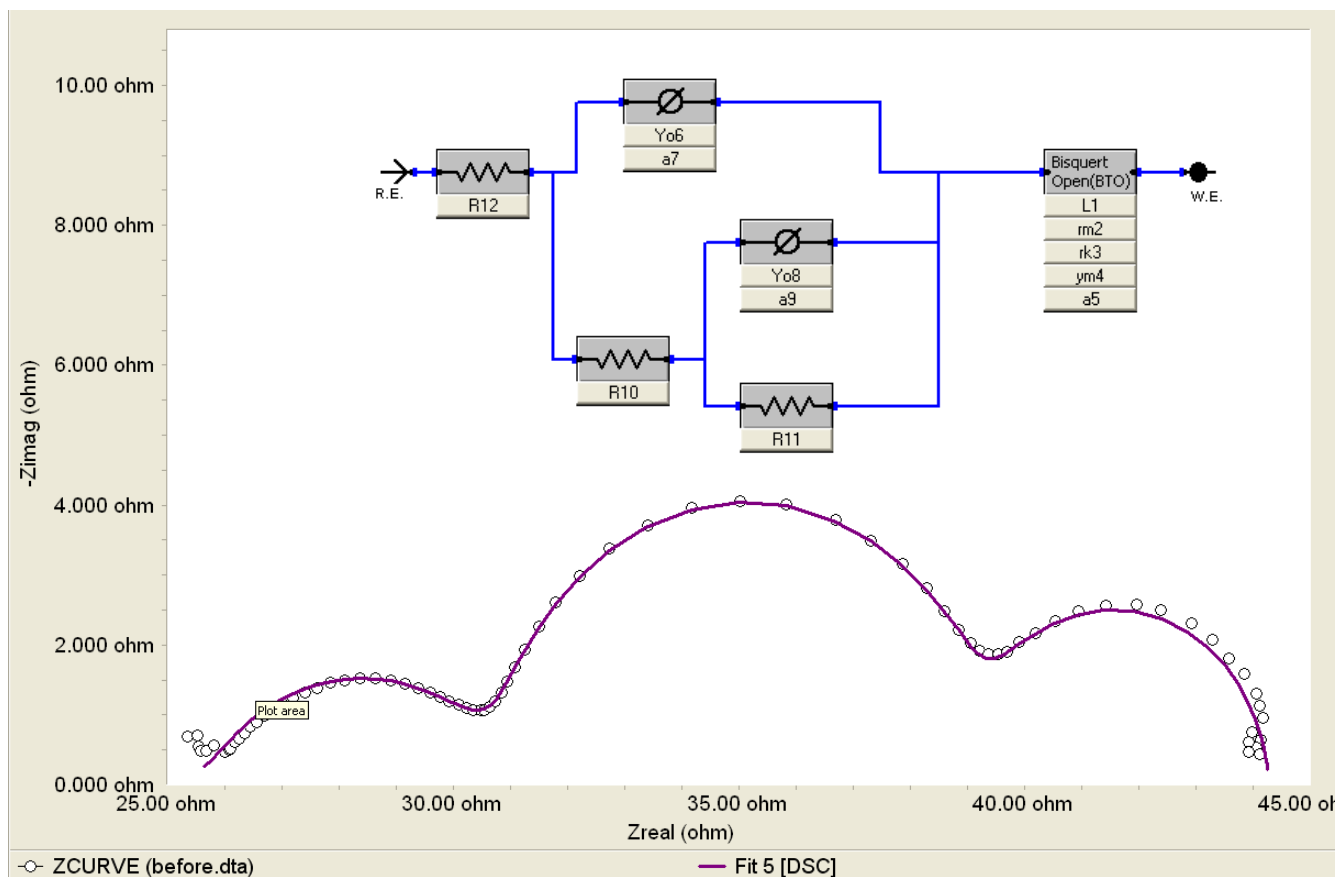 10.00 ohm
8.000 ohm
6.000 ohm
4.000 ohm
2.000 ohm
0.000 ohm
-Zimag (ohm)
R.E.
R12
Yo6
a7
Yo8
a9
R10
R11
Bisquert
Open(BTO)
L1
rm2
rk3
ym4
a5
W.E.
Plot area
25.00 ohm
30.00 ohm
35.00 ohm
40.00 ohm
45.00 o
Zreal (ohm)
ZCURVE (before.dta)
Fit 5 [DSC]